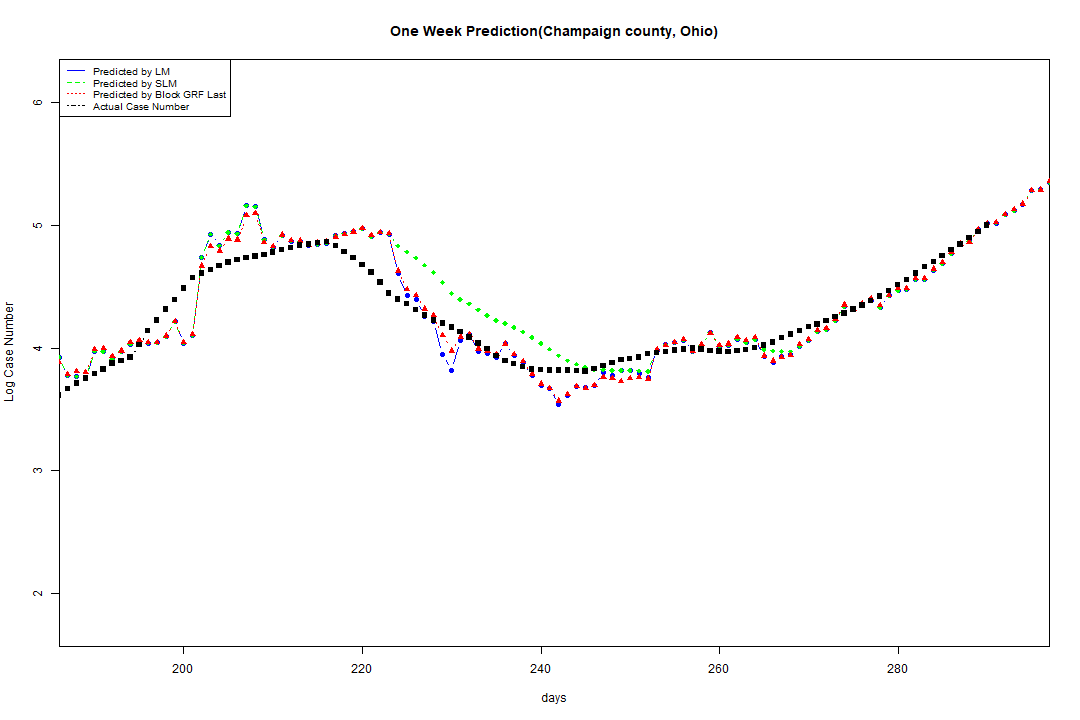 One Week Prediction(Champaign county, Ohio)
Predicted by LM
Predicted by SLM
Predicted by Block GRF Last
Actual Case Number
6
5
4
3
2
Log Case Number
200 220 240 260 280
days